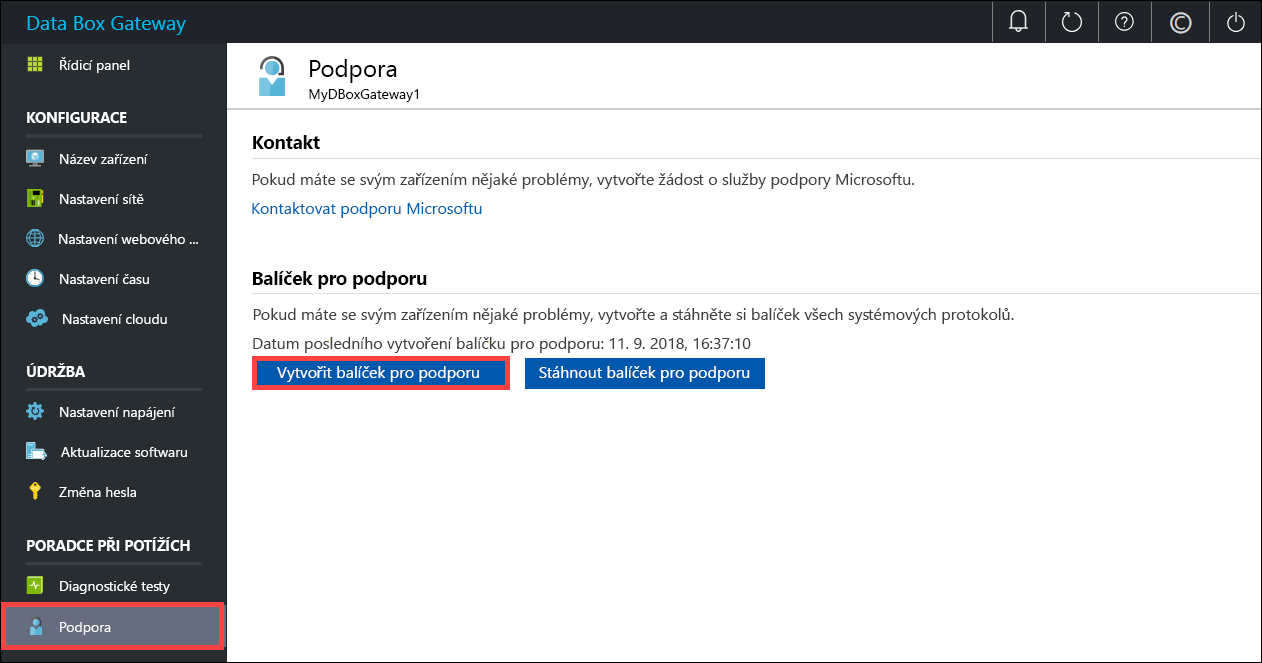 Data Box Gateway
Řídicí panel
KONFIGURACE
Název zařízení
Nastavení sítě
Nastavení webového ...
Nastavení času
Nastavení cloudu
ÚDRŽBA
Nastavení napájení
Aktualizace softwaru
Změna hesla
PORADCE PŘI POTÍŽÍCH
Diagnostické testy
Podpora
Podpora
MyDBoxGateway1
Kontakt
Pokud máte se svým zařízením nějaké problémy, vytvořte žádost o služby podpory Microsoftu.
Kontaktovat podporu Microsoftu
Balíček pro podporu
Pokud máte se svým zařízením nějaké problémy, vytvořte a stáhněte si balíček všech systémových protokolů.
Datum posledního vytvoření balíčku pro podporu: 11. 9. 2018, 16:37:10
Vytvořit balíček pro podporu
Stáhnout balíček pro podporu